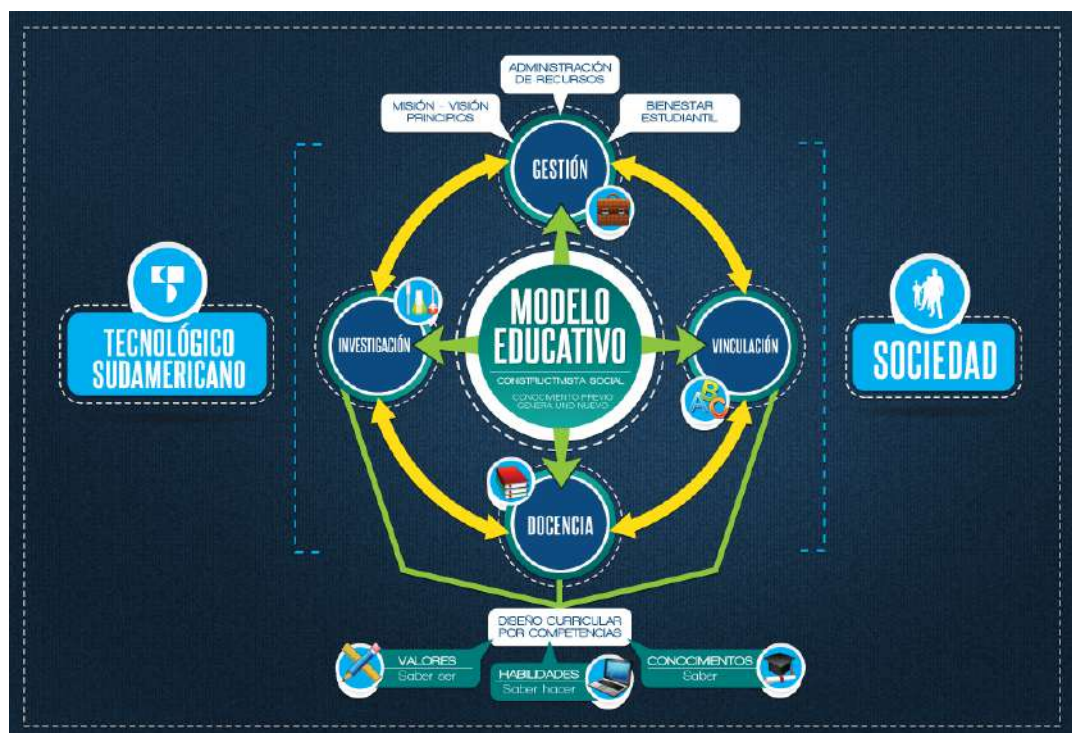 ADMINISTRACIÓN
DE RECURSOS
MISIÓN - VISIÓN
PRINCIPIOS
BIENESTAR
ESTUDIANTIL
GESTIÓN
TECNOLÓGICO
SUDAMERICANO
INVESTIGACIÓN
MODELO
EDUCATIVO
CONSTRUCTIVISTA SOCIAL
CONOCIMIENTO PREVIO
GENERA UNO NUEVO
VINCULACIÓN
A B C
SOCIEDAD
DOCENCIA
DISEÑO CURRICULAR
POR COMPETENCIAS
VALORES
Saber ser
HABILIDADES
Saber hacer
CONOCIMIENTOS
Saber